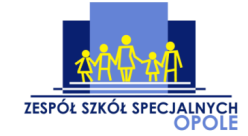 ZESPÓŁ SZKÓŁ SPECJALNYCH
OPOLE